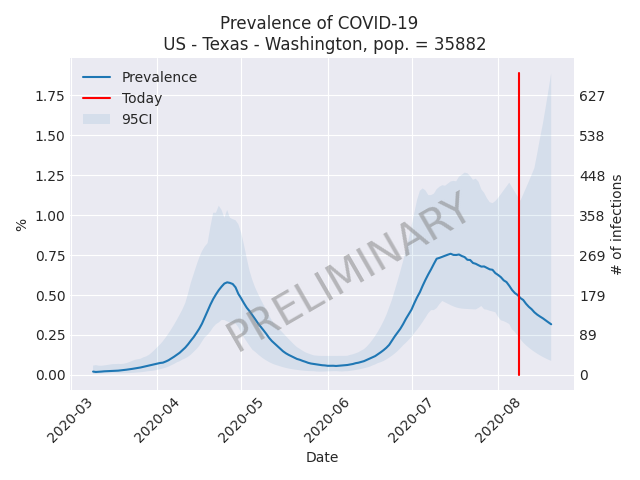 Prevalence of COVID-19
US - Texas - Washington, pop. = 35882
Prevalence
Today
95CI
1.75
1.50
1.25
1.00
0.75
0.50
0.25
0.00
%
627
538
448
358
269
179
89
0
# of infections
PRELIMINARY
2020-03
2020-04
2020-05
2020-06
2020-07
2020-08
Date